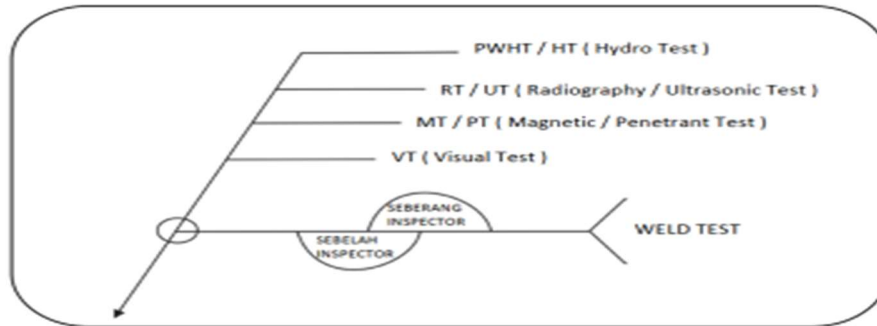 PWHT / HT ( Hydro Test )
RT / UT ( Radiography / Ultrasonic Test )
MT / PT ( Magnetic / Penetrant Test )
VT ( Visual Test )
SEBERANG
INSPECTOR
SEBELAH
INSPECTOR
WELD TEST